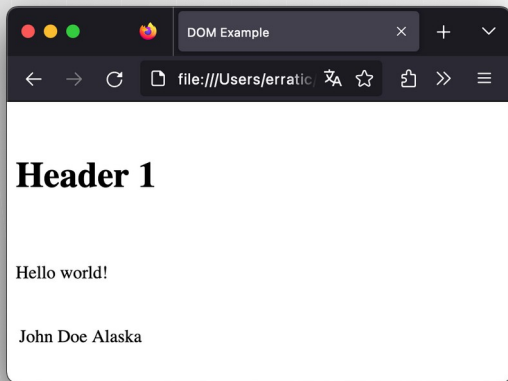 DOM Example
file:///Users/erratic/
Header 1
Hello world!
John Doe Alaska